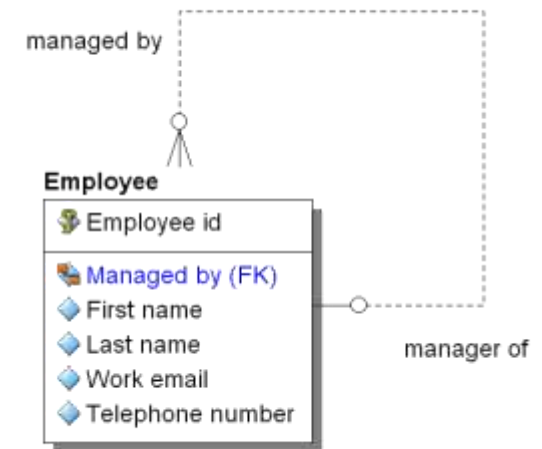 managed by
Employee
Employee id
Managed by (FK)
First name
Last name
Work email
Telephone number
manager of